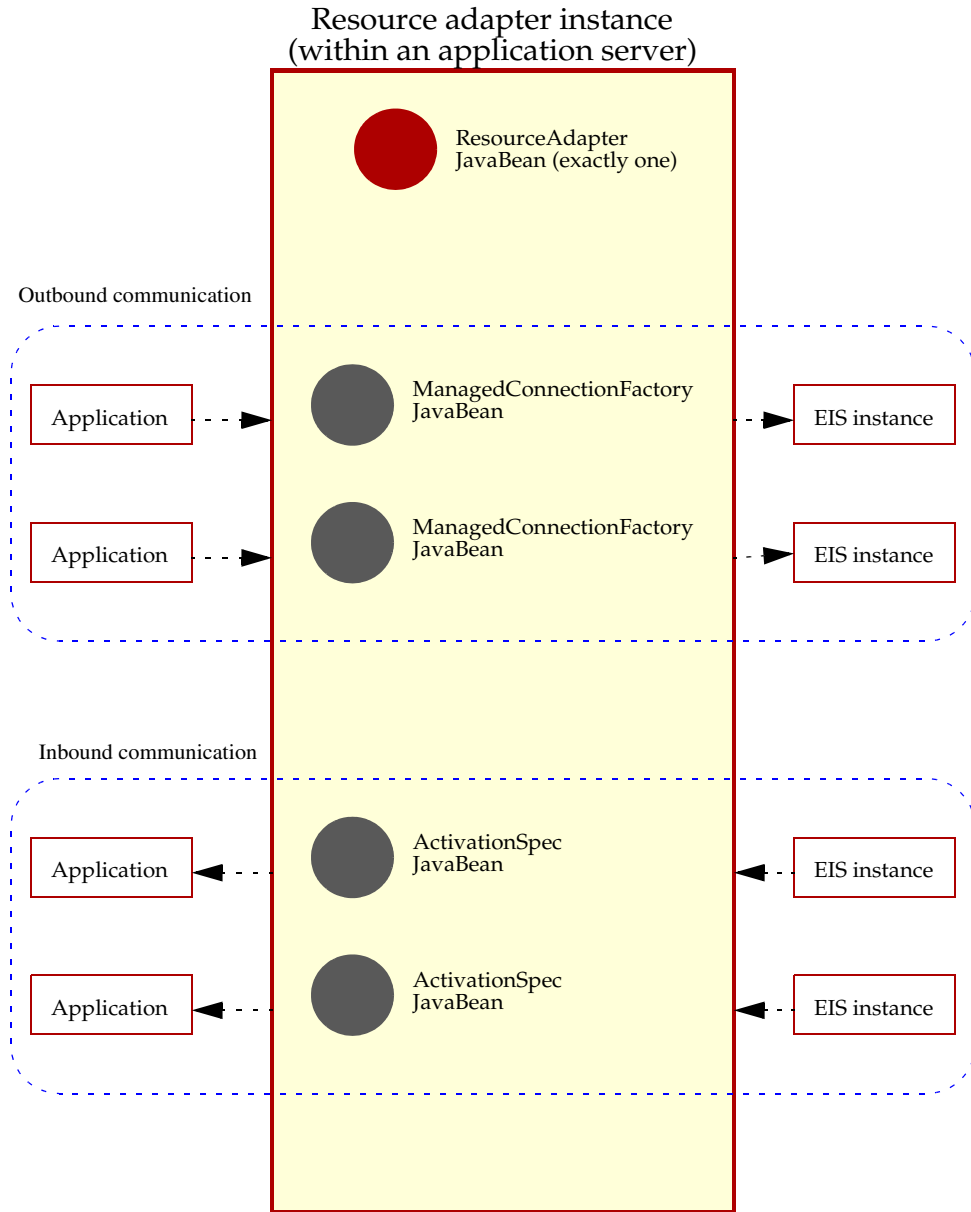 Resource adapter instance
(within an application server)
ResourceAdapter
JavaBean (exactly one)
Outbound communication
Application
ManagedConnectionFactory
JavaBean
EIS instance
Application
ManagedConnectionFactory
JavaBean
EIS instance
Inbound communication
Application
ActivationSpec
JavaBean
EIS instance
Application
ActivationSpec
JavaBean
EIS instance